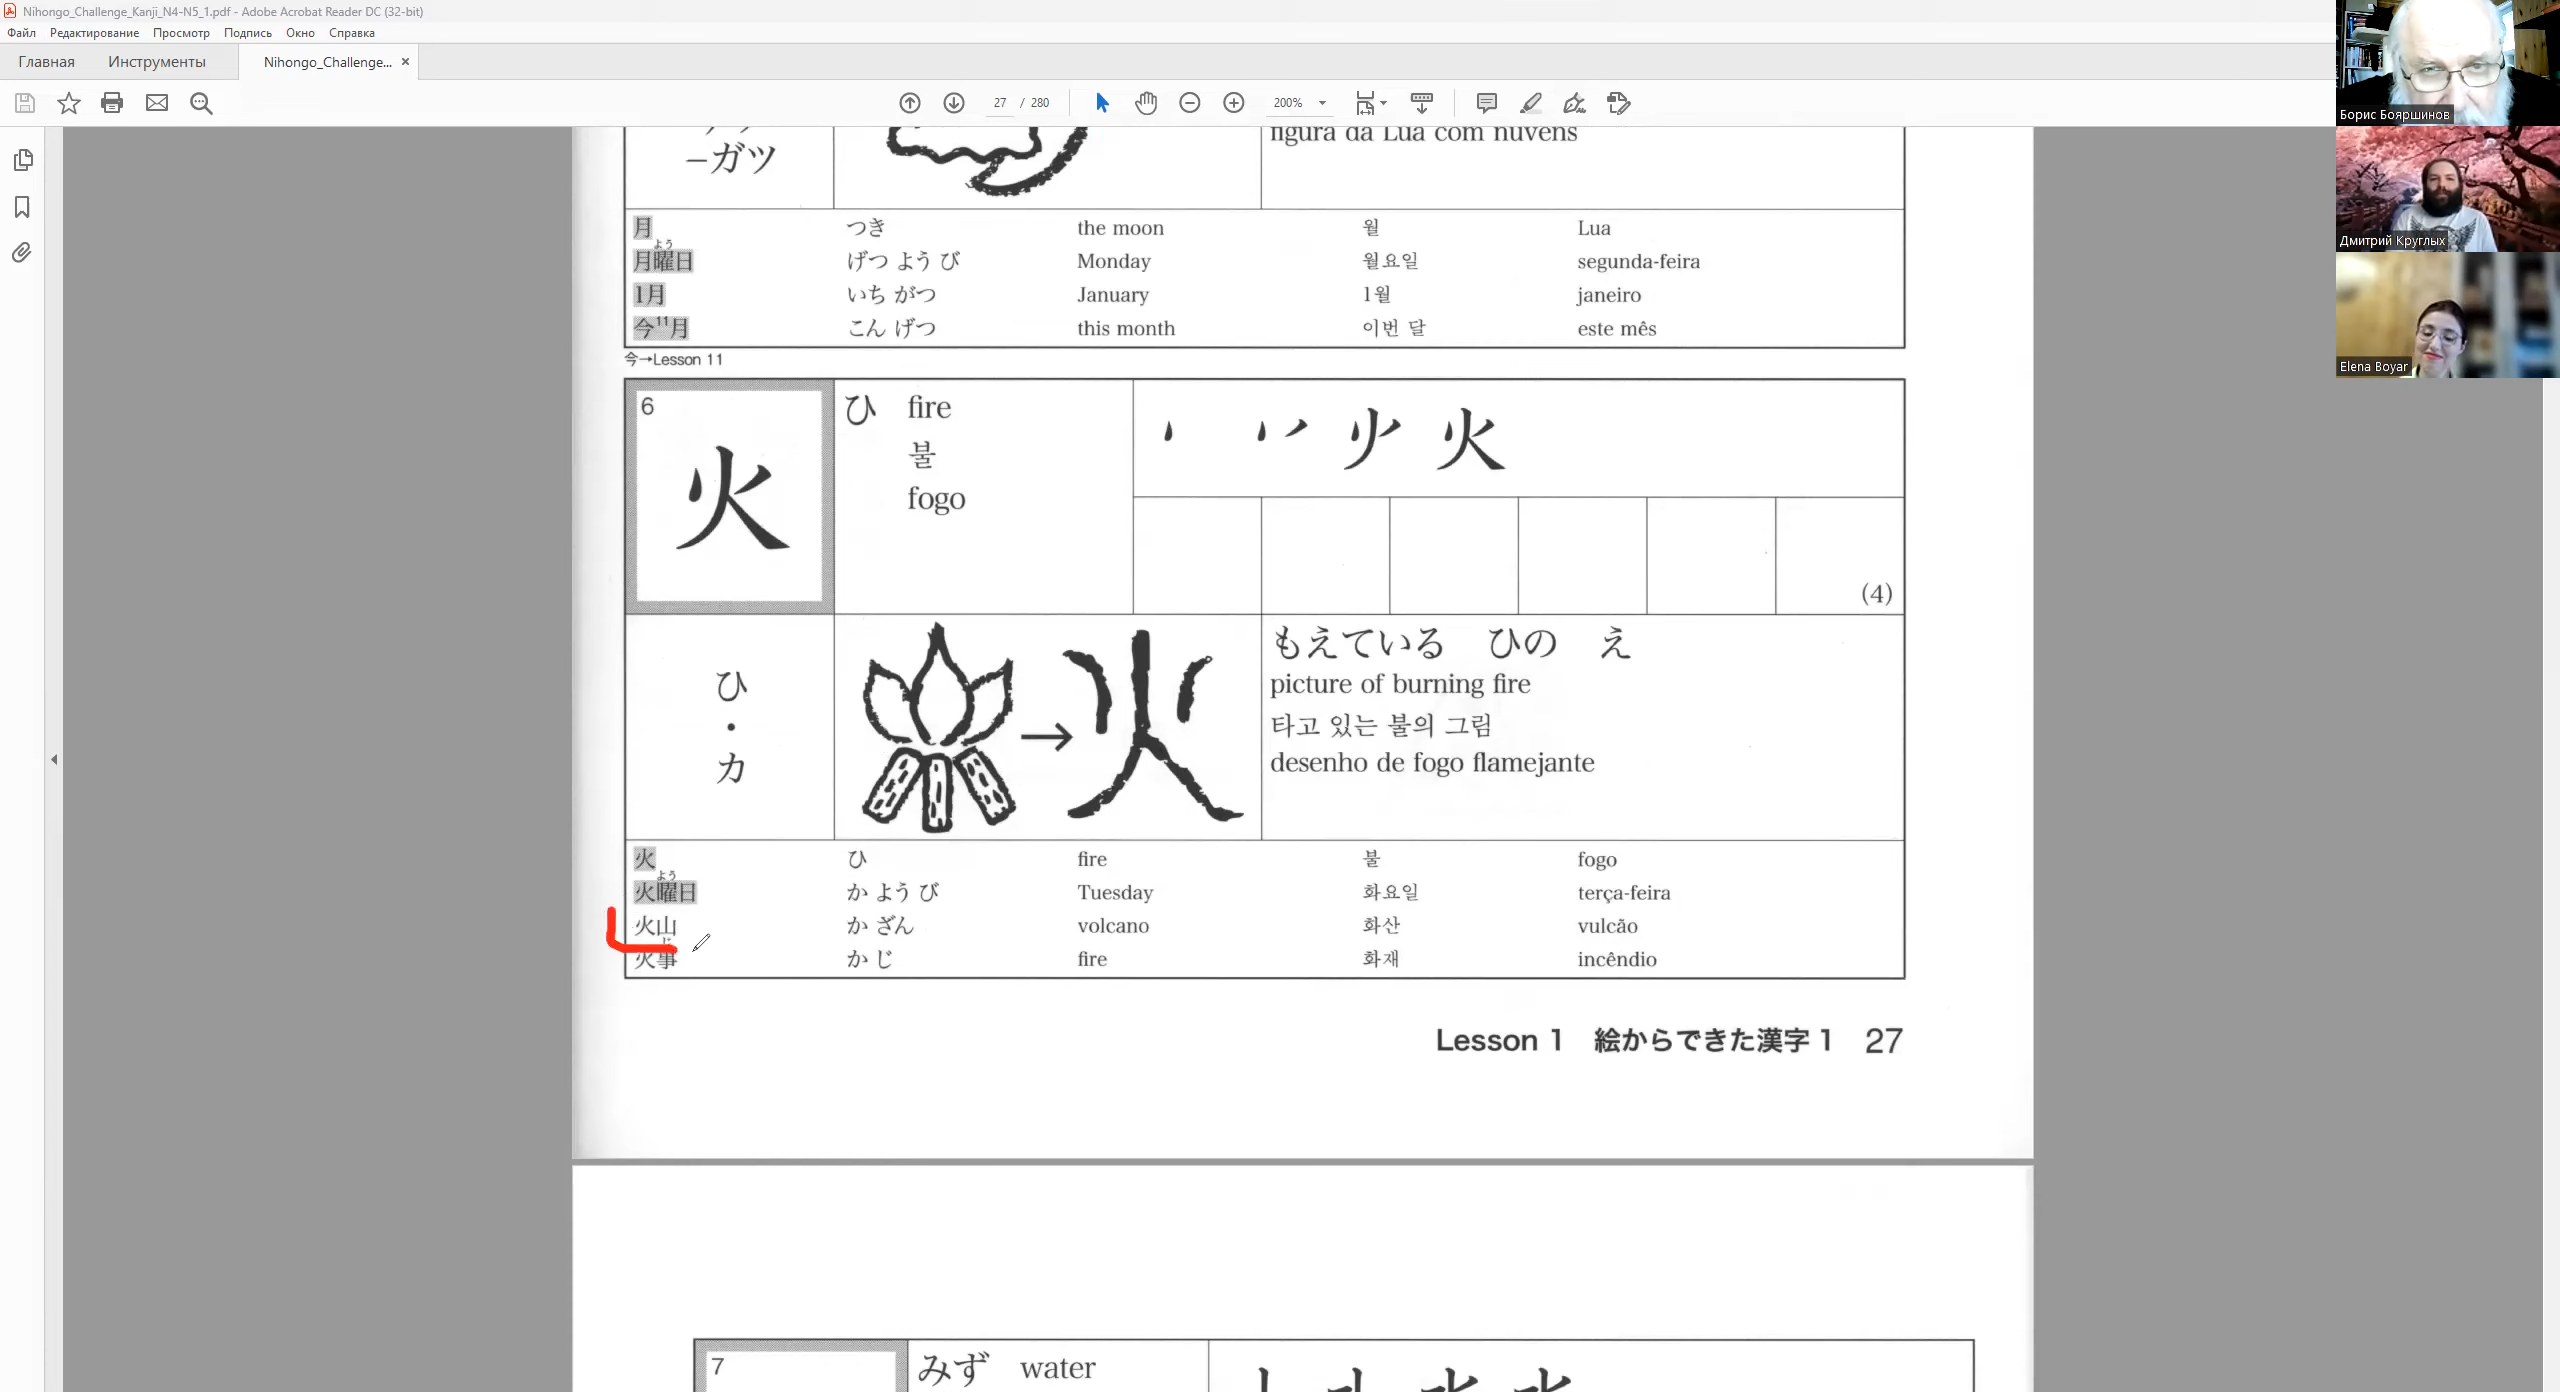 Nihongo_Challenge_Kanji_N4-N5_1.pdf - Adobe Acrobat Reader DC (32-bit)
Файл Редактирование Просмотр Подпись Окно Справка
Главная Инструменты Nihongo_Challenge... ×
27 / 280 200%
Борис Бояршинов
Дмитрий Круглых
Elena Boyar
–ガツ
figura da Lua com nuvens
月 つき the moon 월 Lua
よう
月曜日 げつ よう び Monday 월요일 segunda-feira
1月 いち がつ January 1월 janeiro
今11月 こん げつ this month 이번 달 este mês
今→Lesson 11
6
火
ひ fire
불
fogo
火
(4)
ひ・カ
もえている ひの え
picture of burning fire
타고 있는 불의 그림
desenho de fogo flamejante
火 ひ fire 불 fogo
よう
火曜日 か よう び Tuesday 화요일 terça-feira
火山 か ざん volcano 화산 vulcão
じ
火事 か じ fire 화재 incêndio
Lesson 1 絵からできた漢字 1 27
7
みず water